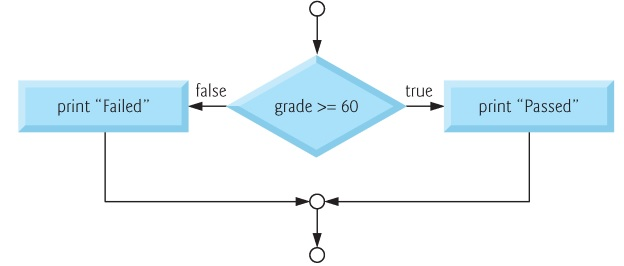 false
true
print “Failed”
grade >= 60
print “Passed”